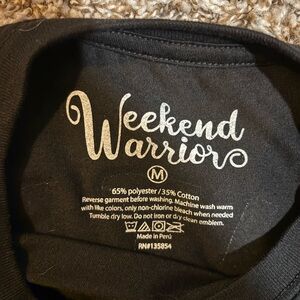 Weekend
Warrior
M
65% polyester / 35% Cotton
Reverse garment before washing. Machine wash warm
with like colors, only non-chlorine bleach when needed
Tumble dry low. Do not iron or dry clean emblem.
Made in Perú
RN#135854